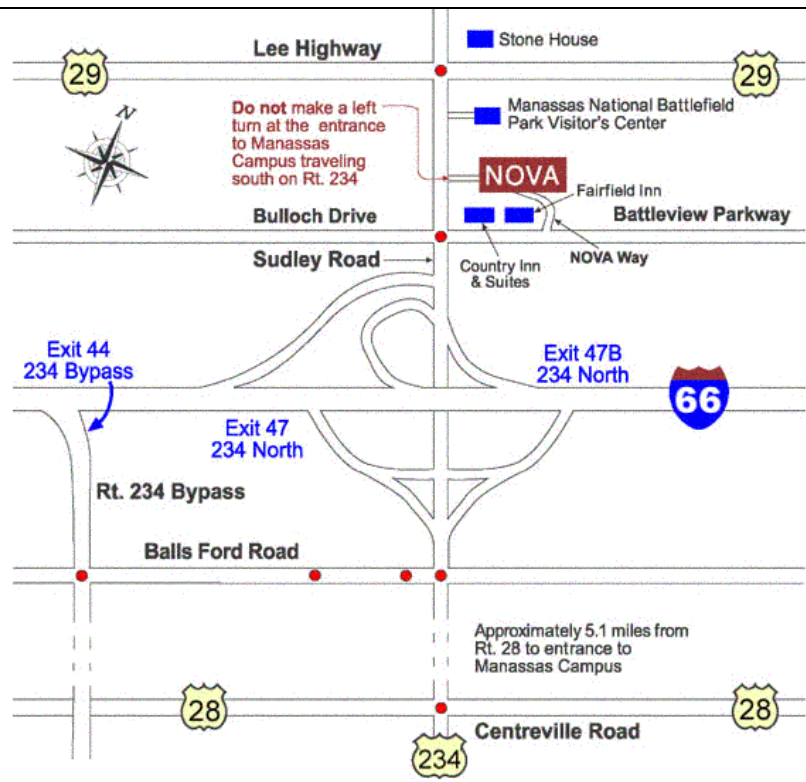 Stone House
Lee Highway
29
29
N
Do not make a left
turn at the entrance
to Manassas
Campus traveling
south on Rt. 234
Manassas National Battlefield
Park Visitor's Center
NOVA
Fairfield Inn
Bulloch Drive
Battleview Parkway
Sudley Road
Country Inn
& Suites
NOVA Way
Exit 44
234 Bypass
Exit 47B
234 North
66
Exit 47
234 North
Rt. 234 Bypass
Balls Ford Road
Approximately 5.1 miles from
Rt. 28 to entrance to
Manassas Campus
28
28
Centreville Road
234